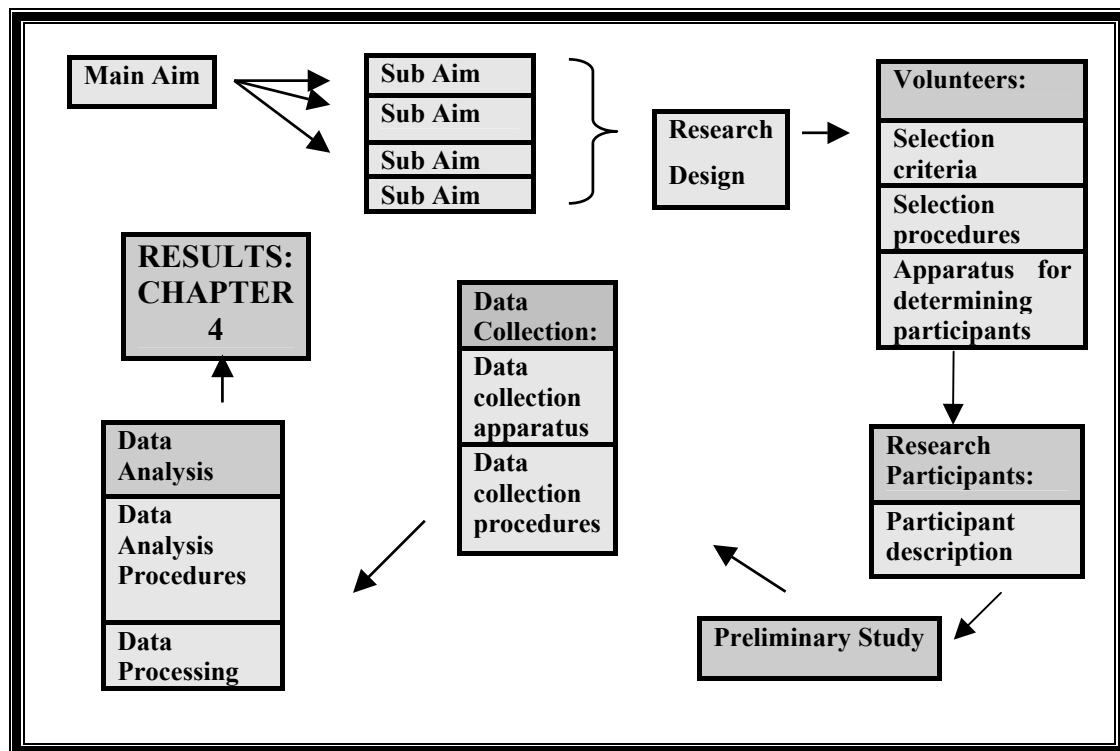 Main Aim
Sub Aim
Sub Aim
Sub Aim
Sub Aim
Research
Design
Volunteers:
Selection
criteria
Selection
procedures
Apparatus for
determining
participants
Research
Participants:
Participant
description
Preliminary Study
Data
Collection:
Data
collection
apparatus
Data
collection
procedures
Data
Analysis
Data
Analysis
Procedures
Data
Processing
RESULTS:
CHAPTER
4